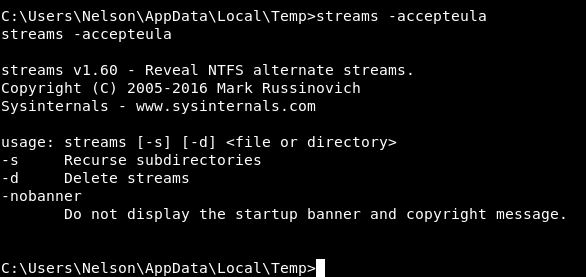 C:\Users\Nelson\AppData\Local\Temp>streams -accepteula
streams -accepteula

streams v1.60 - Reveal NTFS alternate streams.
Copyright (C) 2005-2016 Mark Russinovich
Sysinternals - www.sysinternals.com

usage: streams [-s] [-d] <file or directory>
-s     Recurse subdirectories
-d     Delete streams
-nobanner
       Do not display the startup banner and copyright message.


C:\Users\Nelson\AppData\Local\Temp>